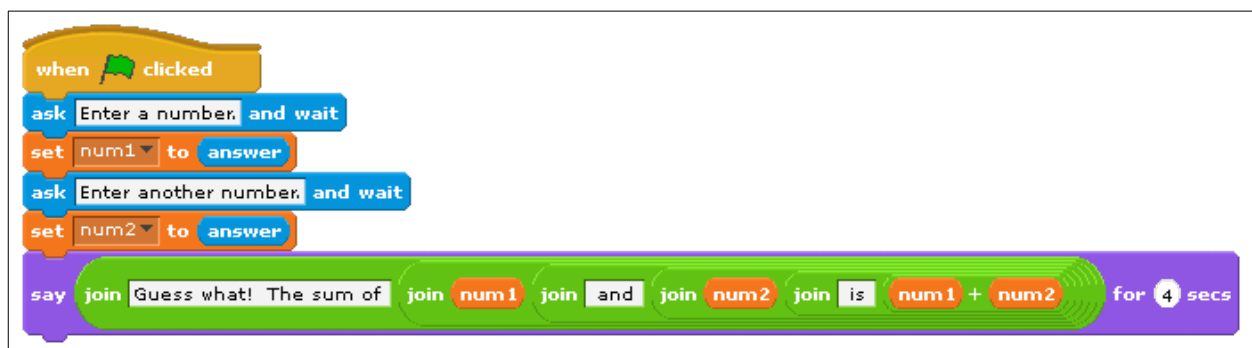 when clicked
ask Enter a number. and wait
set num1 to answer
ask Enter another number. and wait
set num2 to answer
say join Guess what! The sum of join num1 join and join num2 join is num1 + num2 for 4 secs